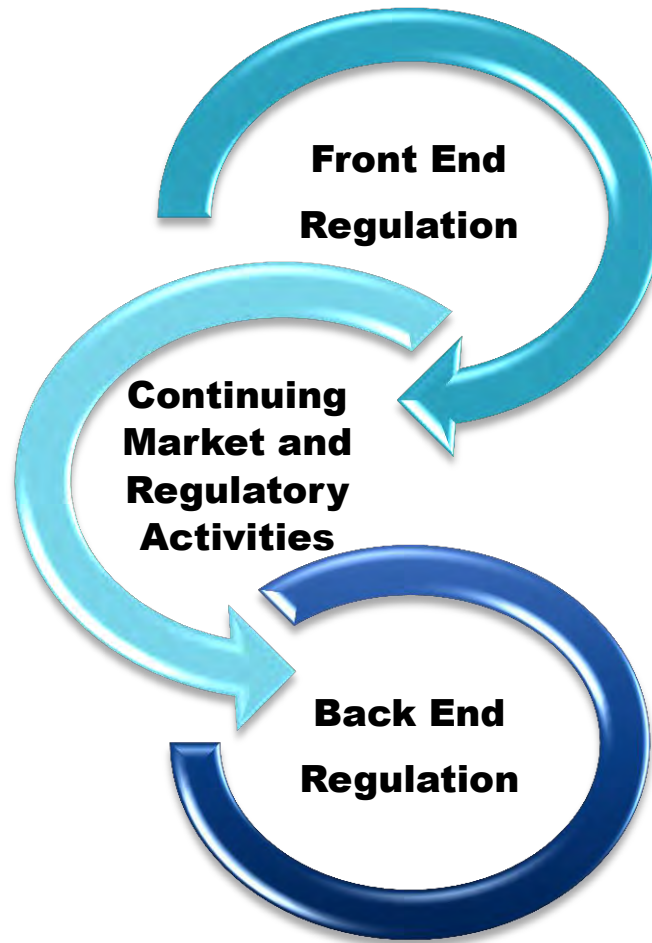 Front End
Regulation
Continuing
Market and
Regulatory
Activities
Back End
Regulation